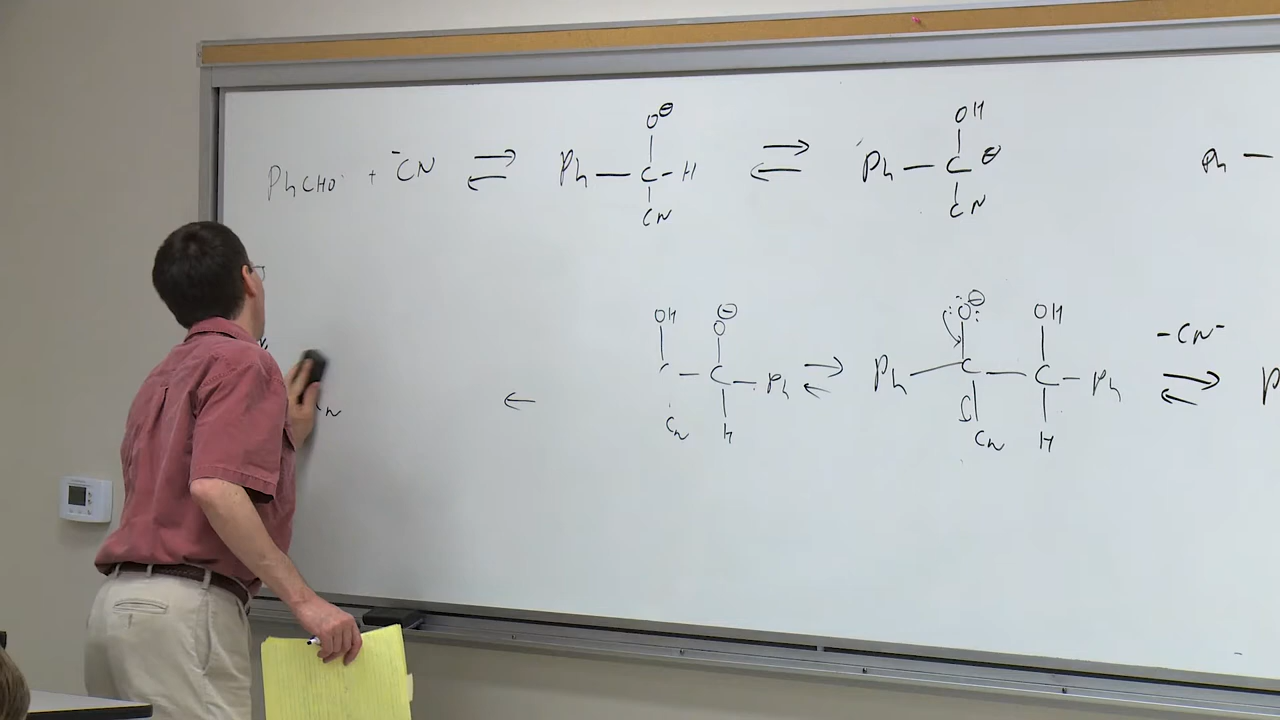 OH
O⊖
PhCHO + ⁻CN ⇌ Ph—C—H ⇌ Ph—C⊖ Ph—
CN
CN
OH O⊖ :O:⊖ OH
-CN⁻
—C—Ph ⇌ Ph—C—C—Ph ⇌ P
n ←
CN H CN H